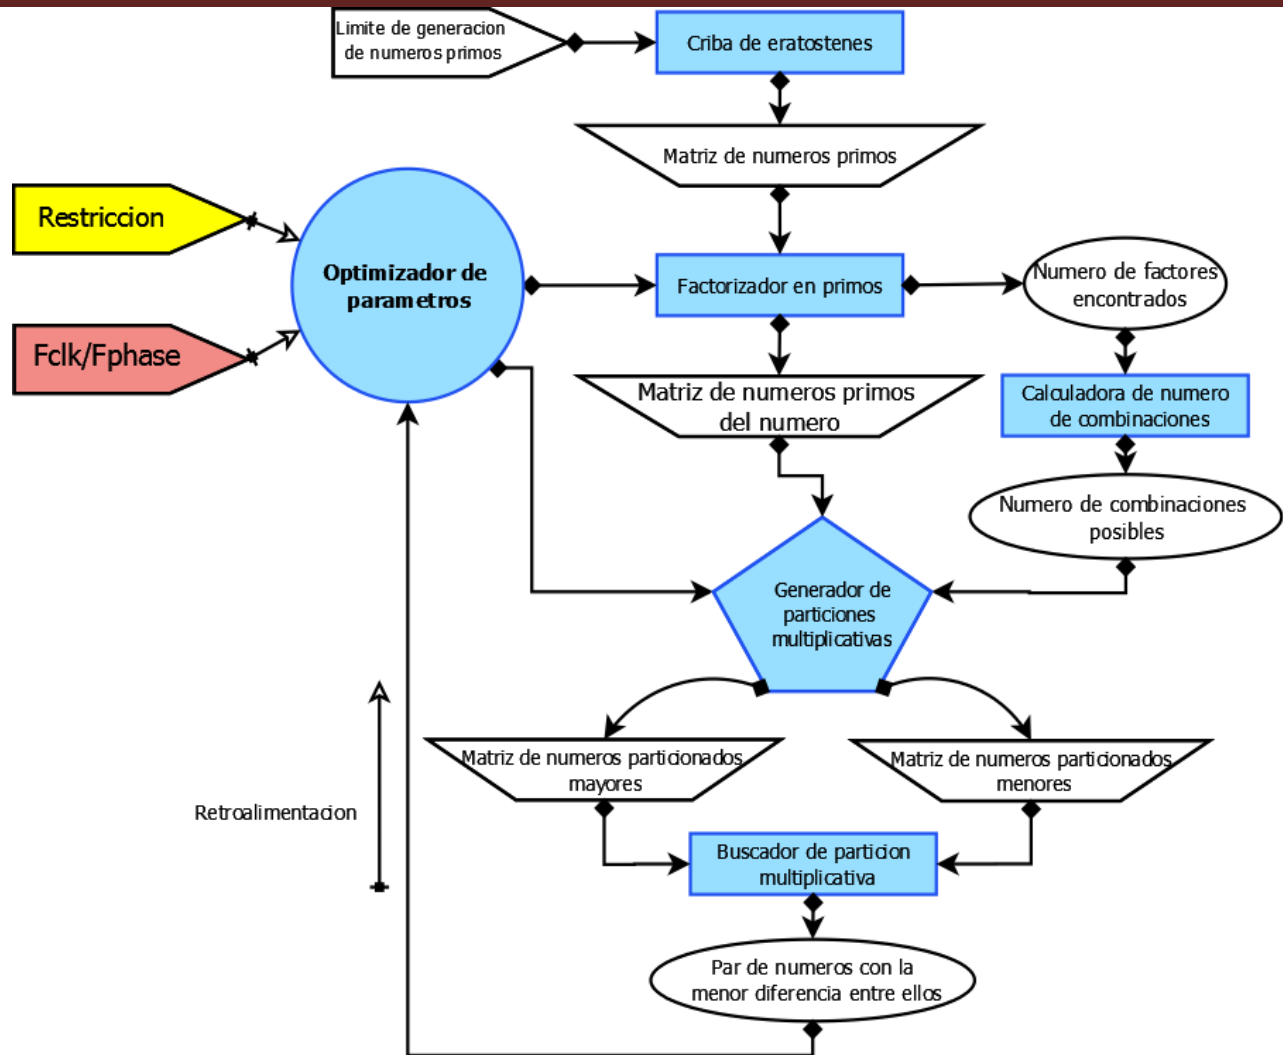 Limite de generacion
de numeros primos
Criba de eratostenes
Matriz de numeros primos
Restriccion
Optimizador de
parametros
Factorizador en primos
Numero de factores
encontrados
Fclk/Fphase
Matriz de numeros primos
del numero
Calculadora de numero
de combinaciones
Numero de combinaciones
posibles
Generador de
particiones
multiplicativas
Matriz de numeros particionados
mayores
Matriz de numeros particionados
menores
Retroalimentacion
Buscador de particion
multiplicativa
Par de numeros con la
menor diferencia entre ellos